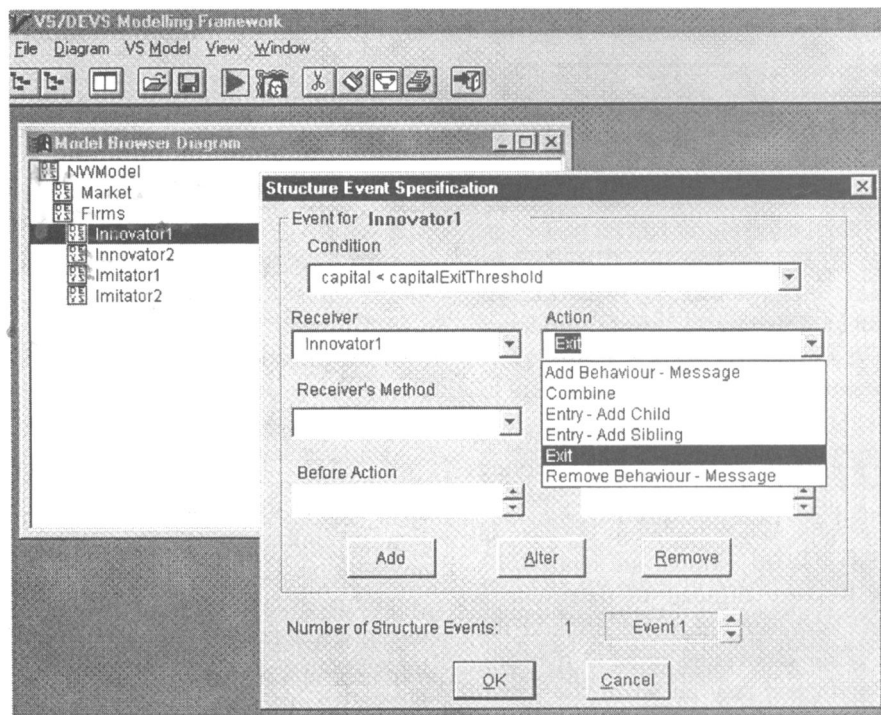 VS/DEVS Modelling Framework
File Diagram VS Model View Window
Model Browser Diagram
NWModel
Market
Firms
Innovator1
Innovator2
Imitator1
Imitator2
Structure Event Specification
Event for Innovator1
Condition
capital < capitalExitThreshold
Receiver
Action
Innovator1
Exit
Add Behaviour - Message
Combine
Entry - Add Child
Entry - Add Sibling
Exit
Remove Behaviour - Message
Receiver's Method
Before Action
Add Alter Remove
Number of Structure Events: 1 Event 1
OK Cancel